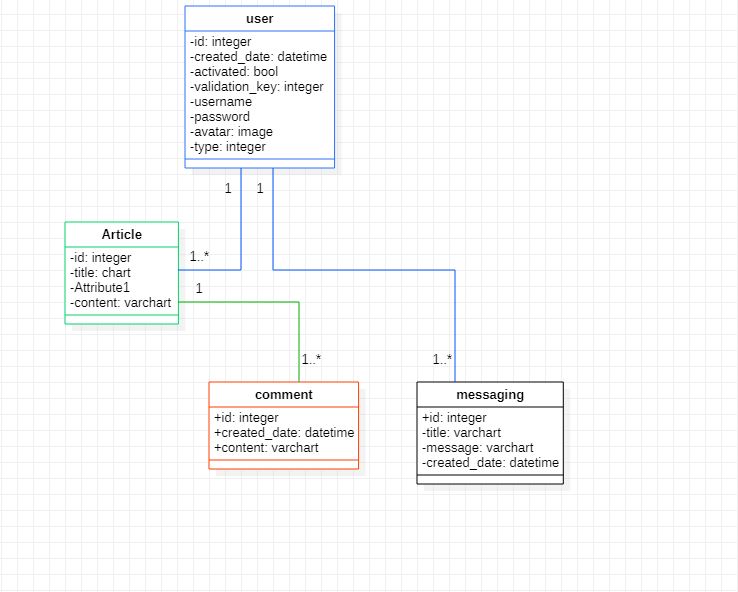 user
-id: integer
-created_date: datetime
-activated: bool
-validation_key: integer
-username
-password
-avatar: image
-type: integer
1
1
Article
-id: integer
-title: chart
-Attribute1
-content: varchart
1..*
1
1..*
1..*
comment
+id: integer
+created_date: datetime
+content: varchart
messaging
+id: integer
-title: varchart
-message: varchart
-created_date: datetime